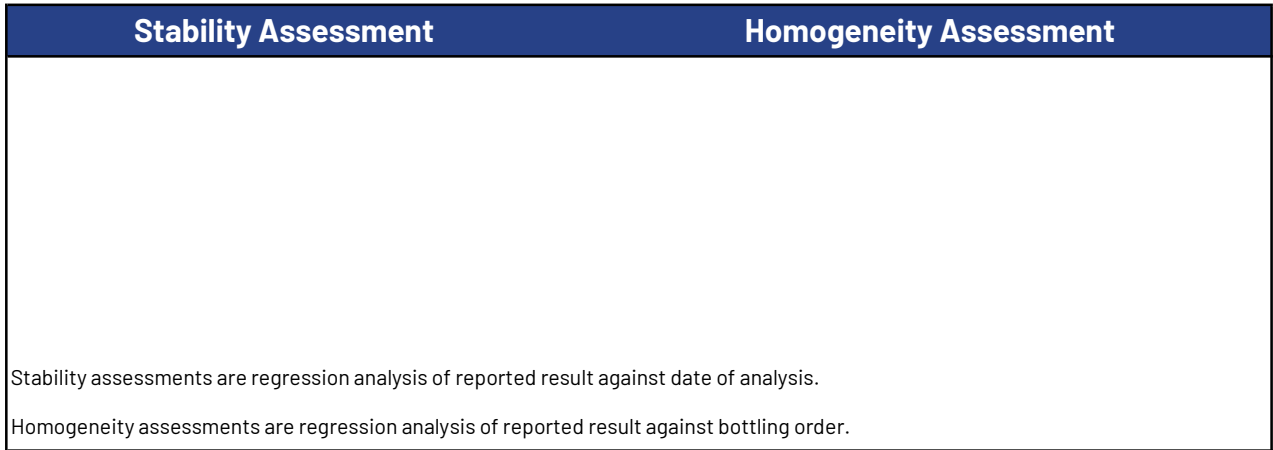 Stability Assessment
Homogeneity Assessment
Stability assessments are regression analysis of reported result against date of analysis.
Homogeneity assessments are regression analysis of reported result against bottling order.